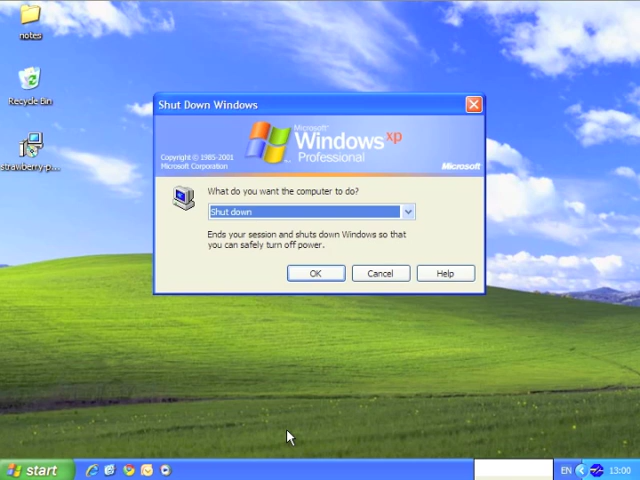 notes
Recycle Bin
strawberry-p...
Shut Down Windows
Microsoft
Windows xp
Professional
Copyright © 1985-2001
Microsoft Corporation
Microsoft
What do you want the computer to do?
Shut down
Ends your session and shuts down Windows so that
you can safely turn off power.
OK
Cancel
Help
start
EN
13:00